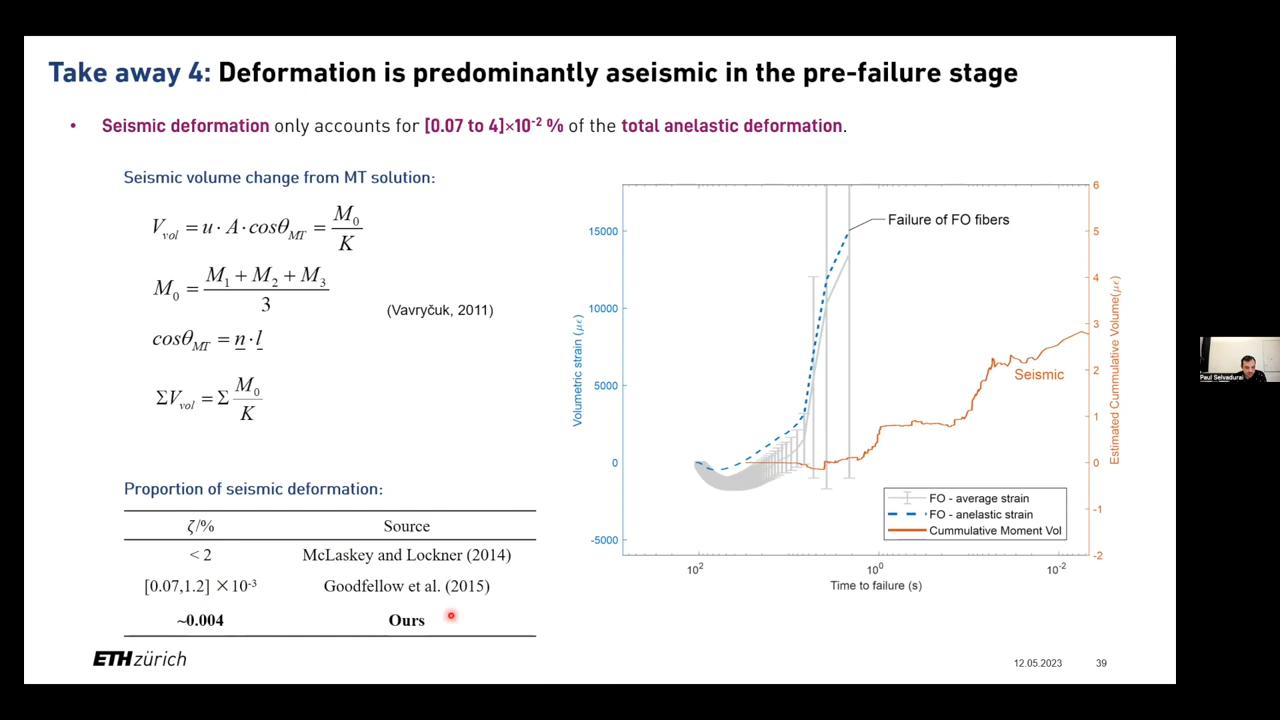 Take away 4: Deformation is predominantly aseismic in the pre-failure stage
• Seismic deformation only accounts for [0.07 to 4]×10⁻² % of the total anelastic deformation.
Seismic volume change from MT solution:
V_vol = u · A · cosθ_MT = M₀ / K
M₀ = (M₁ + M₂ + M₃) / 3
(Vavryčuk, 2011)
cosθ_MT = n · l
ΣV_vol = Σ M₀ / K
Proportion of seismic deformation:
ζ/% Source
< 2 McLaskey and Lockner (2014)
[0.07,1.2] ×10⁻³ Goodfellow et al. (2015)
~0.004 Ours
Volumetric strain (με)
15000
10000
5000
0
-5000
Failure of FO fibers
Seismic
FO - average strain
FO - anelastic strain
Cummulative Moment Vol
6
5
4
3
2
1
0
-1
-2
Estimated Cummulative Volume(με)
10² 10⁰ 10⁻²
Time to failure (s)
ETH zürich
12.05.2023 39
Paul Selvadurai